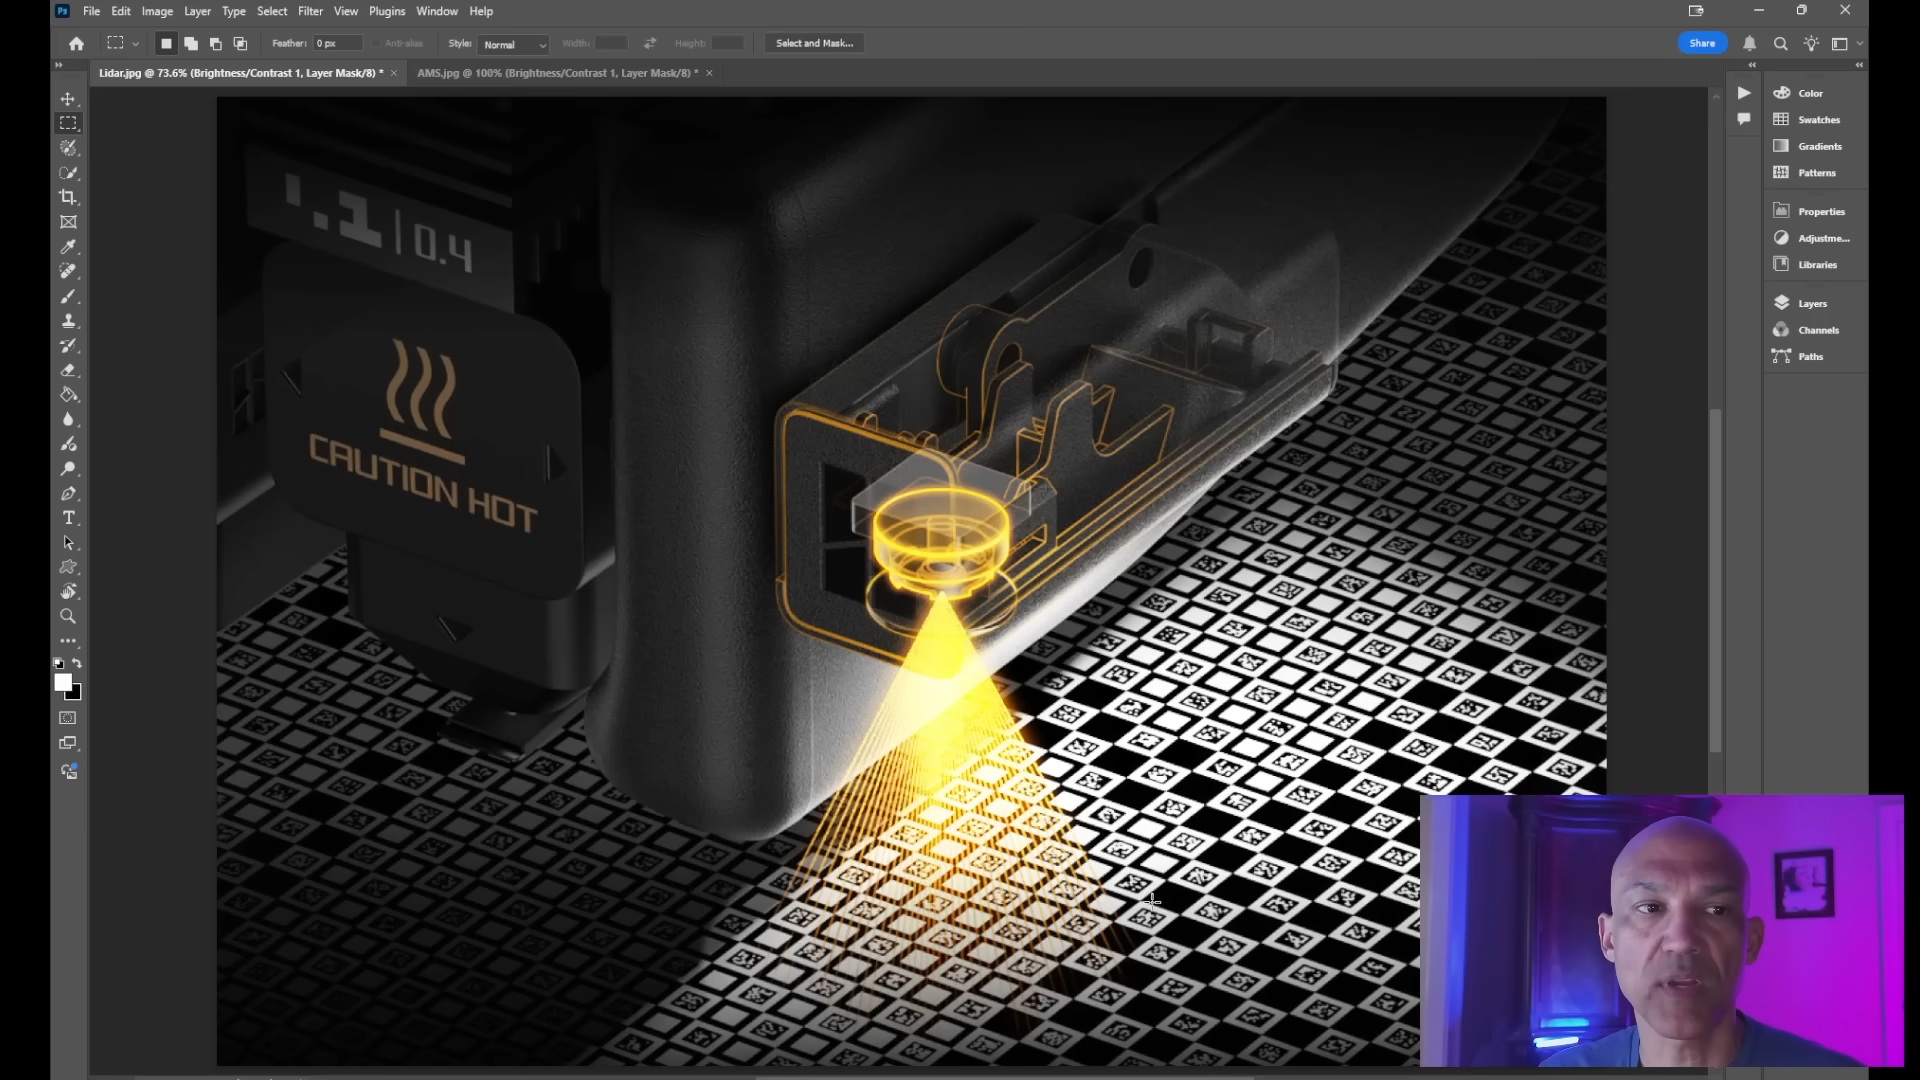 Ps
File Edit Image Layer Type Select Filter View Plugins Window Help
Feather: 0 px Anti-alias Style: Normal Width: Height: Select and Mask... Share
Lidar.jpg @ 73.6% (Brightness/Contrast 1, Layer Mask/8) * × AMS.jpg @ 100% (Brightness/Contrast 1, Layer Mask/8) * ×
Color
Swatches
Gradients
Patterns
Properties
Adjustme...
Libraries
Layers
Channels
Paths
1.1|0.4
CAUTION HOT